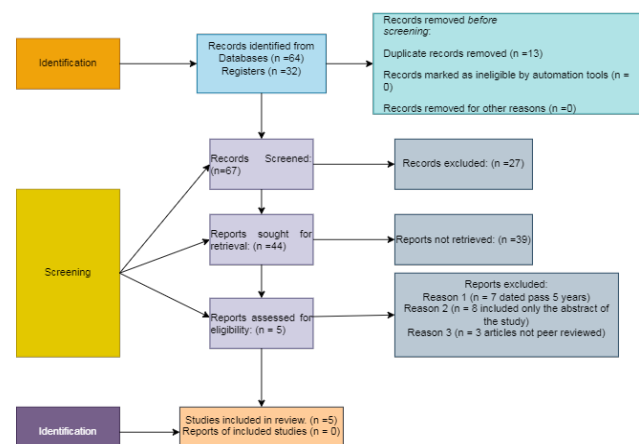 Identification
Records identified from
Databases (n =64)
Registers (n =32)
Records removed before
screening:
Duplicate records removed (n =13)
Records marked as ineligible by automation tools (n =
0)
Records removed for other reasons (n =0)
Screening
Records Screened:
(n=67)
Records excluded: (n =27)
Reports sought for
retrieval: (n =44)
Reports not retrieved: (n =39)
Reports assessed for
eligibility: (n = 5)
Reports excluded:
Reason 1 (n = 7 dated pass 5 years)
Reason 2 (n = 8 included only the abstract of
the study)
Reason 3 (n = 3 articles not peer reviewed)
Identification
Studies included in review. (n =5)
Reports of included studies (n = 0)